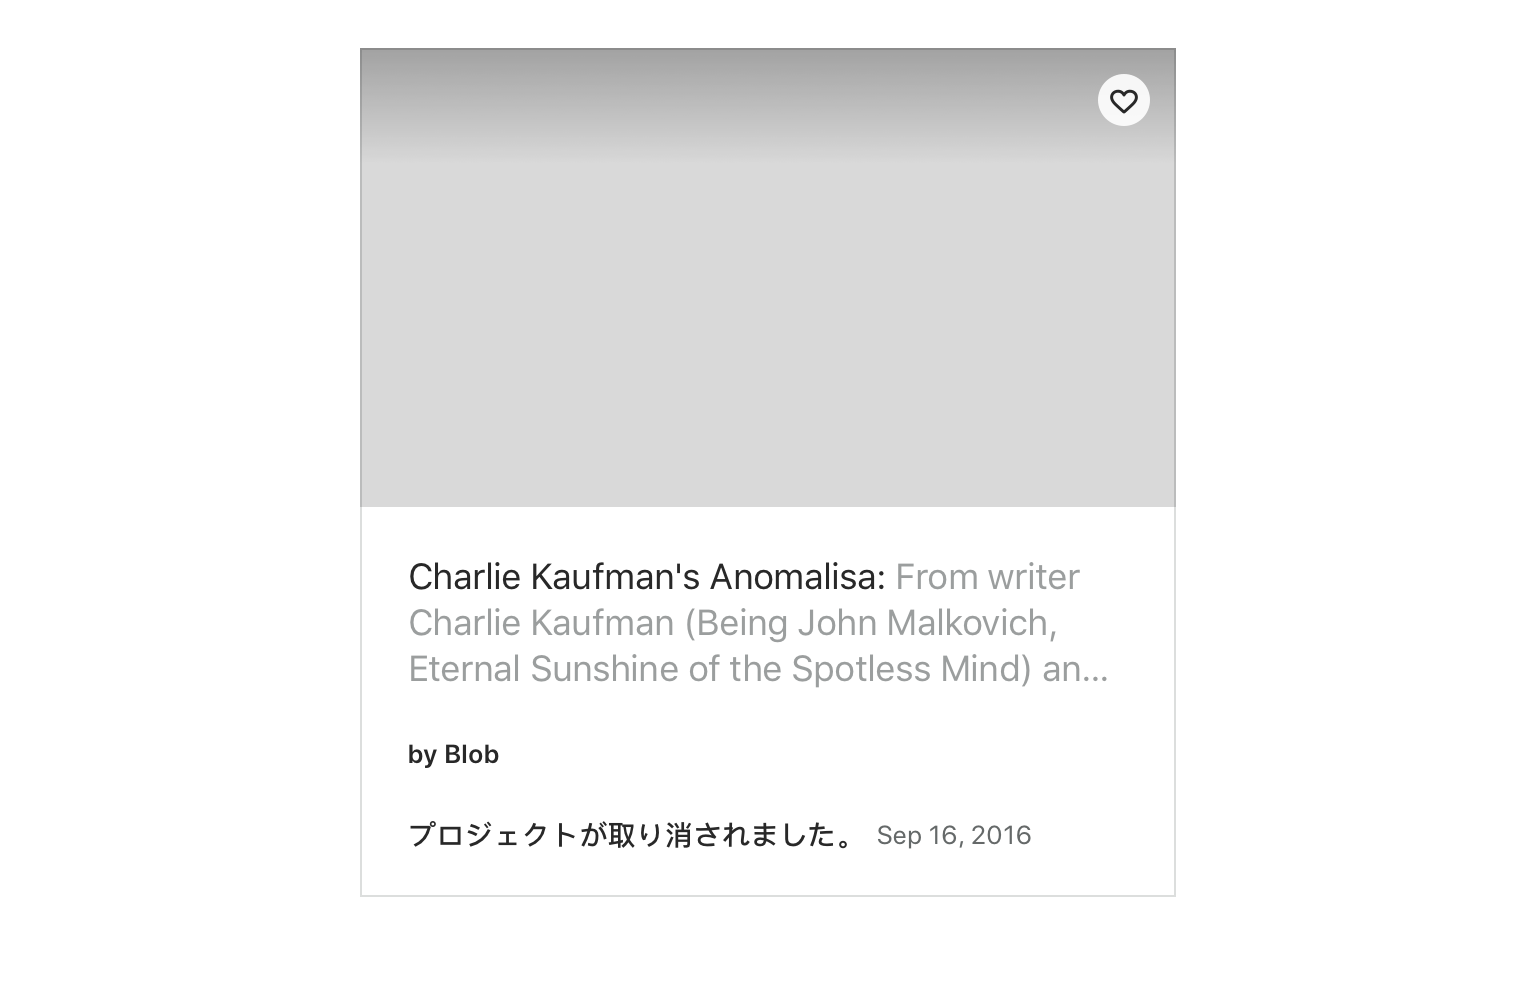 Charlie Kaufman's Anomalisa: From writer
Charlie Kaufman (Being John Malkovich,
Eternal Sunshine of the Spotless Mind) an...
by Blob
プロジェクトが取り消されました。 Sep 16, 2016